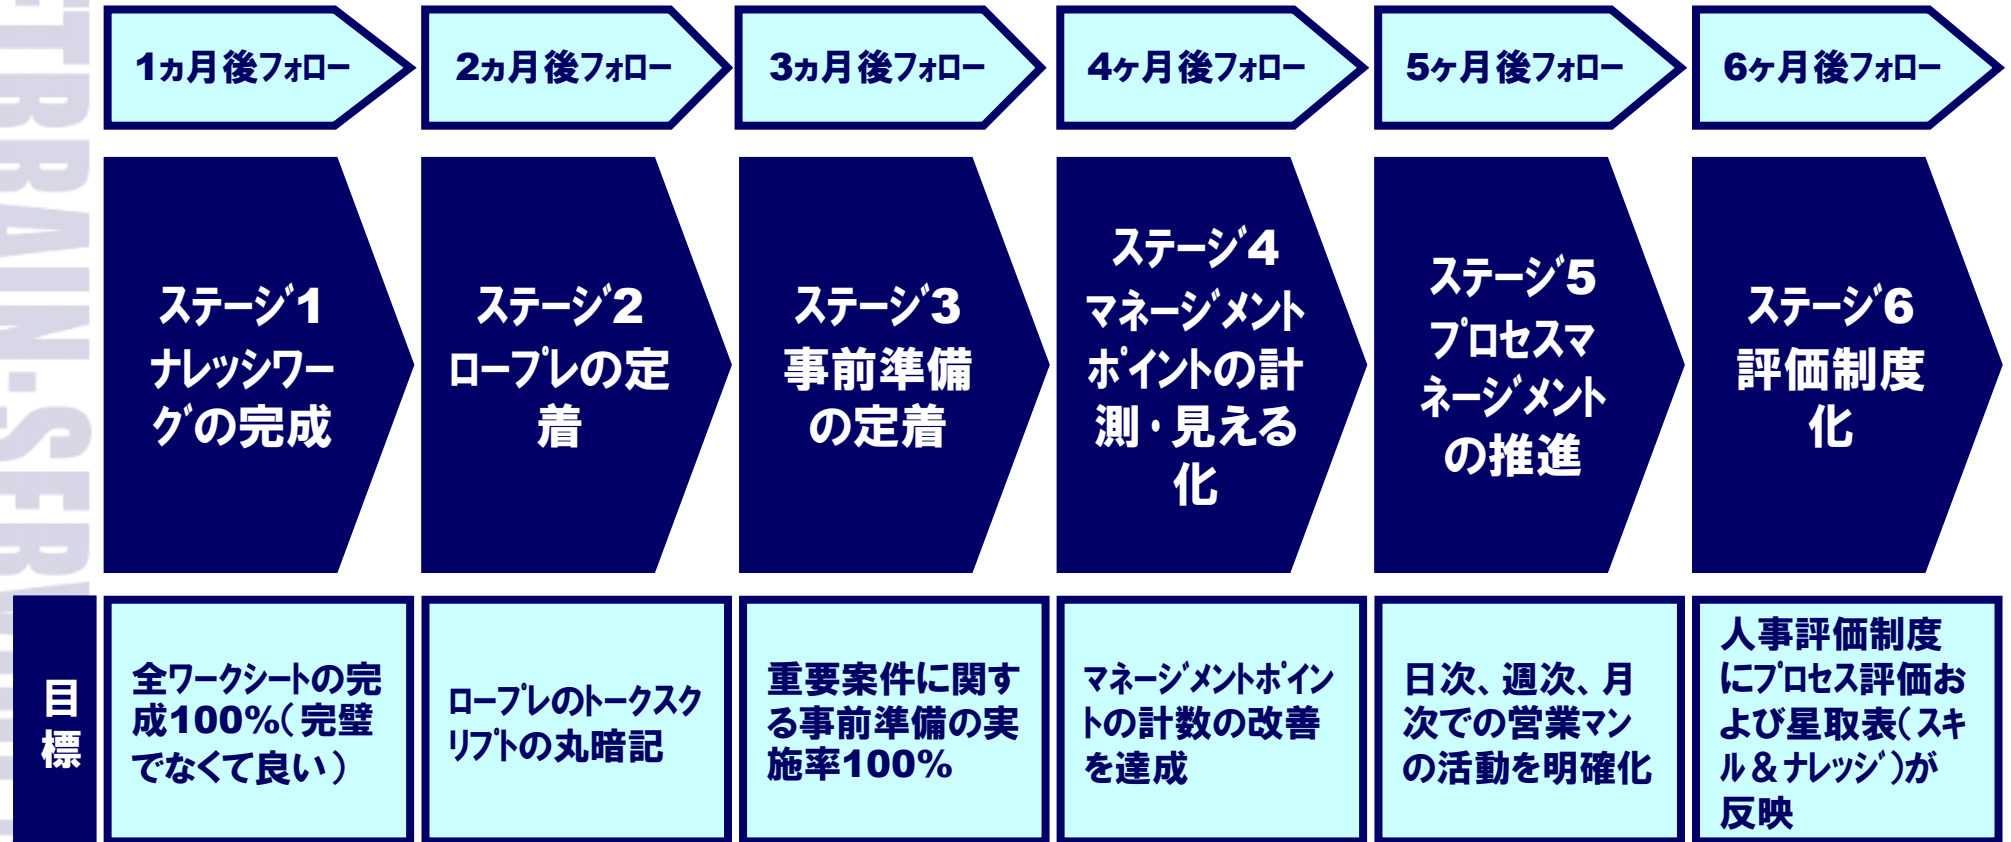 1ヵ月後フォロー
2ヵ月後フォロー
3ヵ月後フォロー
4ヶ月後フォロー
5ヶ月後フォロー
6ヶ月後フォロー
ステージ1
ナレッシワー
グの完成
ステージ2
ロープレの定
着
ステージ3
事前準備
の定着
ステージ4
マネージメント
ポイントの計
測・見える
化
ステージ5
プロセスマ
ネージメント
の推進
ステージ6
評価制度
化
目
標
全ワークシートの完
成100%(完璧
でなくて良い)
ロープレのトークスク
リプトの丸暗記
重要案件に関す
る事前準備の実
施率100%
マネージメントポイン
トの計数の改善
を達成
日次、週次、月
次での営業マン
の活動を明確化
人事評価制度
にプロセス評価お
よび星取表(スキ
ル&ナレッジ)が
反映
TRAIN-SER